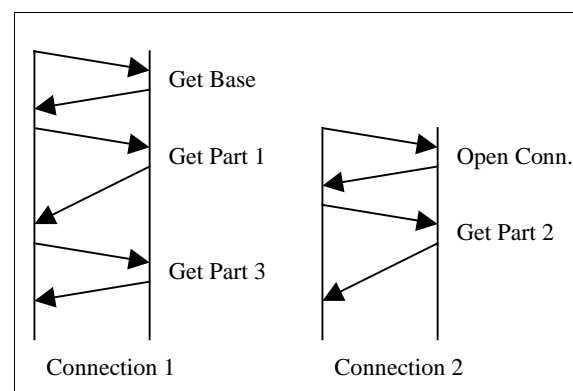 Get Base
Get Part 1
Get Part 3
Connection 1
Open Conn.
Get Part 2
Connection 2